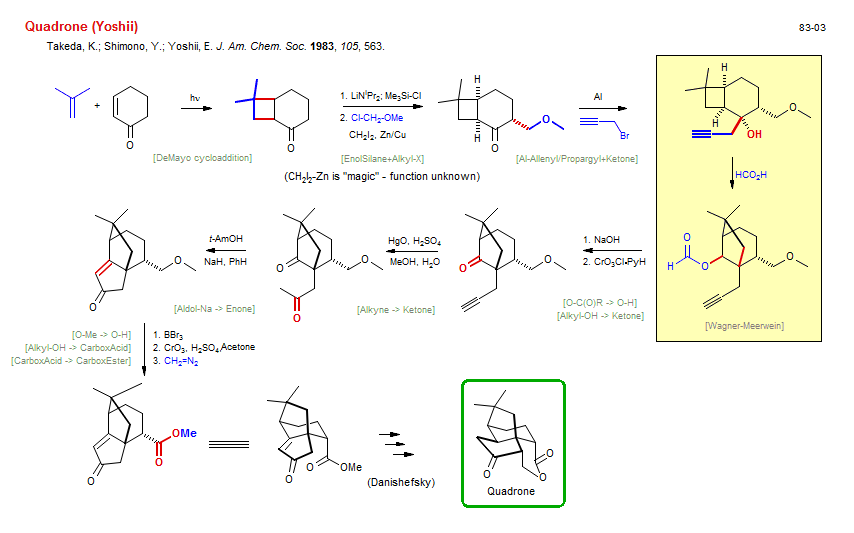 Quadrone (Yoshii)
83-03
Takeda, K.; Shimono, Y.; Yoshii, E. J. Am. Chem. Soc. 1983, 105, 563.
+
O
hν
[DeMayo cycloaddition]
O
1. LiNⁱPr₂; Me₃Si-Cl
2. Cl-CH₂-OMe
CH₂I₂, Zn/Cu
[EnolSilane+Alkyl-X]
(CH₂I₂-Zn is "magic" - function unknown)
H
H
O
O
Al
Br
[Al-Allenyl/Propargyl+Ketone]
H
H
O
OH
HCO₂H
H
O
O
O
[Wagner-Meerwein]
1. NaOH
2. CrO₃Cl•PyH
[O-C(O)R -> O-H]
[Alkyl-OH -> Ketone]
O
O
HgO, H₂SO₄
MeOH, H₂O
[Alkyne -> Ketone]
O
O
O
t-AmOH
NaH, PhH
[Aldol-Na -> Enone]
O
O
[O-Me -> O-H]
[Alkyl-OH -> CarboxAcid]
[CarboxAcid -> CarboxEster]
1. BBr₃
2. CrO₃, H₂SO₄,Acetone
3. CH₂=N₂
OMe
O
O
O
O
OMe
(Danishefsky)
O
O
O
Quadrone